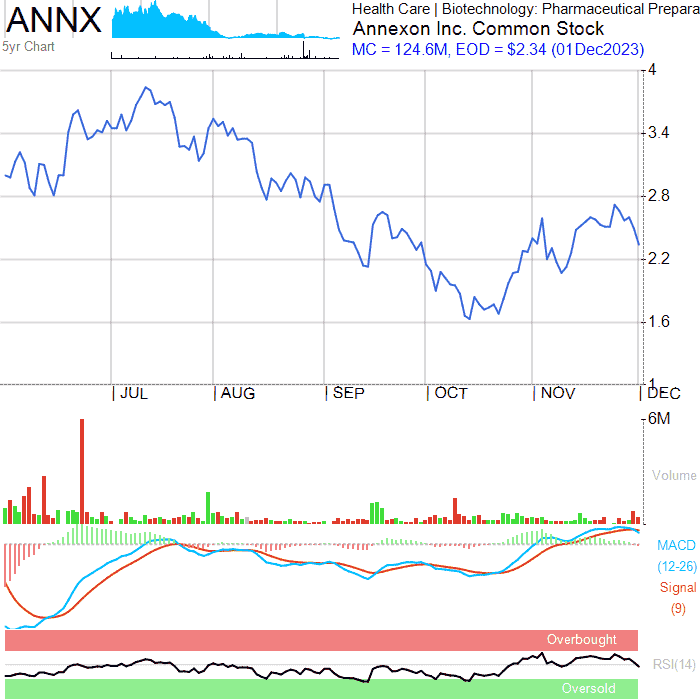 ANNX
5yr Chart
Health Care | Biotechnology: Pharmaceutical Prepara
Annexon Inc. Common Stock
MC = 124.6M, EOD = $2.34 (01Dec2023)
4
3.4
2.8
2.2
1.6
1
JUL
AUG
SEP
OCT
NOV
DEC
6M
Volume
MACD
(12-26)
Signal
(9)
Overbought
RSI(14)
Oversold